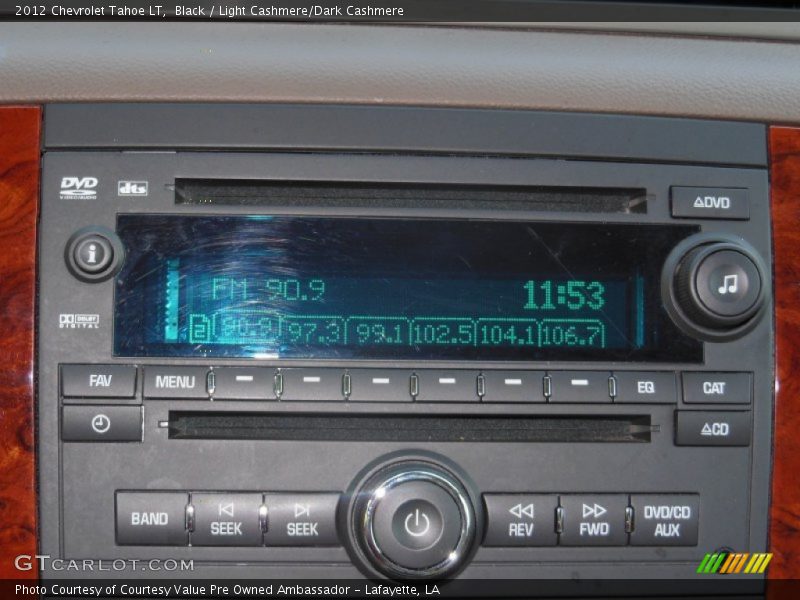 2012 Chevrolet Tahoe LT,  Black / Light Cashmere/Dark Cashmere
DVD
VIDEO/AUDIO
dts
DVD
i
FM 90.9
11:53
DOLBY
DIGITAL
2 90.9 97.3 99.1 102.5 104.1 106.7
FAV
MENU
EQ
CAT
CD
BAND
SEEK
SEEK
REV
FWD
DVD/CD
AUX
GTCARLOT.COM
Photo Courtesy of Courtesy Value Pre Owned Ambassador - Lafayette, LA